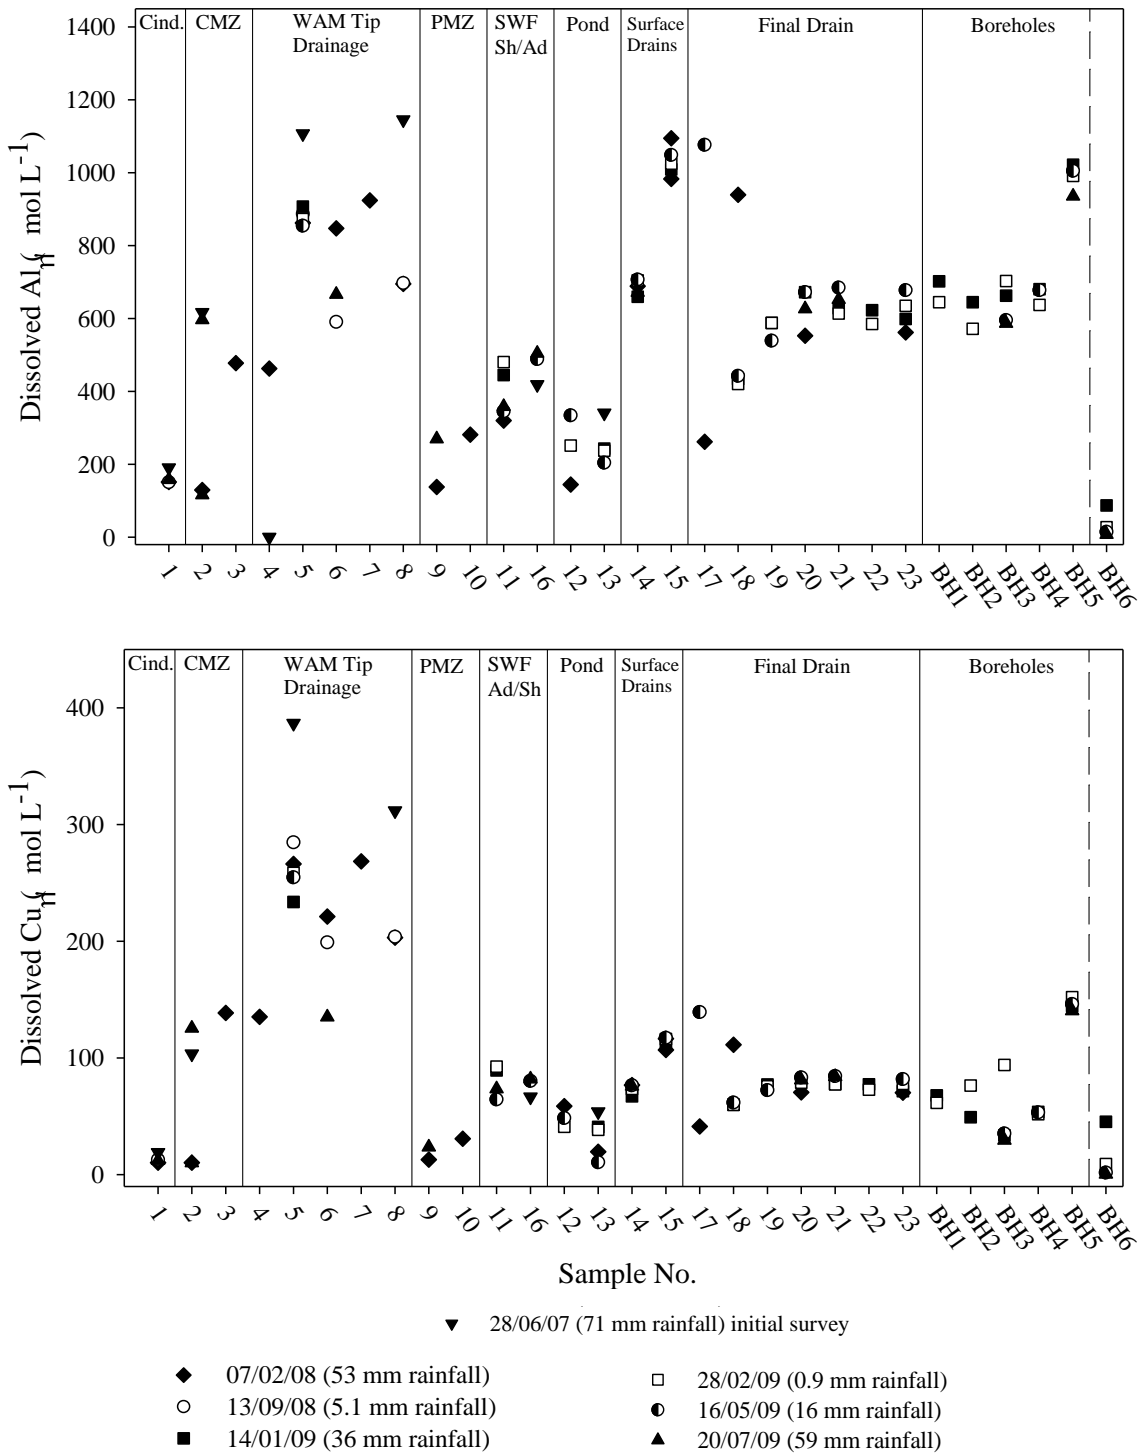 Cind. CMZ WAM Tip PMZ SWF Pond Surface Final Drain Boreholes
Drainage Sh/Ad Drains
1400
1200
1000
800
600
400
200
0
Dissolved Al ( mol L-1)
1 2 3 4 5 6 7 8 9 10 11 16 12 13 14 15 17 18 19 20 21 22 23 BH1 BH2 BH3 BH4 BH5 BH6
Cind. CMZ WAM Tip PMZ SWF Pond Surface Final Drain Boreholes
Drainage Ad/Sh Drains
400
300
200
100
0
Dissolved Cu ( mol L-1)
1 2 3 4 5 6 7 8 9 10 11 16 12 13 14 15 17 18 19 20 21 22 23 BH1 BH2 BH3 BH4 BH5 BH6
Sample No.
28/06/07 (71 mm rainfall) initial survey
07/02/08 (53 mm rainfall)
13/09/08 (5.1 mm rainfall)
14/01/09 (36 mm rainfall)
28/02/09 (0.9 mm rainfall)
16/05/09 (16 mm rainfall)
20/07/09 (59 mm rainfall)